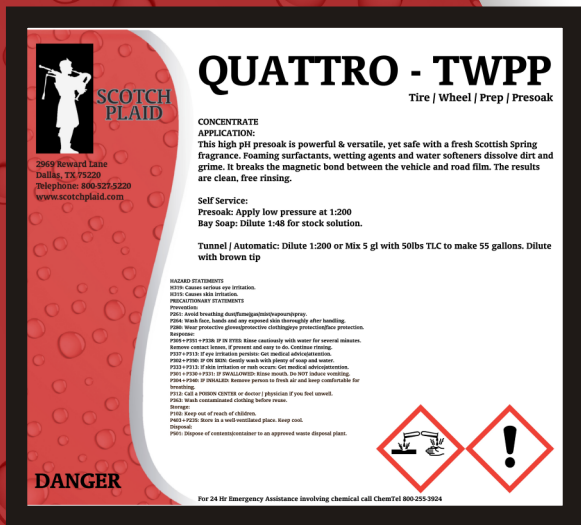 QUATTRO - TWPP
Tire / Wheel / Prep / Presoak
SCOTCH
PLAID
2969 Reward Lane
Dallas, TX 75220
Telephone: 800-527-5220
www.scotchplaid.com
CONCENTRATE
APPLICATION:
This high pH presoak is powerful & versatile, yet safe with a fresh Scottish Spring
fragrance. Foaming surfactants, wetting agents and water softeners dissolve dirt and
grime. It breaks the magnetic bond between the vehicle and road film. The results
are clean, free rinsing.
Self Service:
Presoak: Apply low pressure at 1:200
Bay Soap: Dilute 1:48 for stock solution.
Tunnel / Automatic: Dilute 1:200 or Mix 5 gl with 50lbs TLC to make 55 gallons. Dilute
with brown tip
HAZARD STATEMENTS
H319: Causes serious eye irritation.
H315: Causes skin irritation.
PRECAUTIONARY STATEMENTS
Prevention:
P261: Avoid breathing dust/fume/gas/mist/vapours/spray.
P264: Wash face, hands and any exposed skin thoroughly after handling.
P280: Wear protective gloves/protective clothing/eye protection/face protection.
Response:
P305+P351+P338: IF IN EYES: Rinse cautiously with water for several minutes.
Remove contact lenses, if present and easy to do. Continue rinsing.
P337+P313: If eye irritation persists: Get medical advice/attention.
P302+P350: IF ON SKIN: Gently wash with plenty of soap and water.
P333+P313: If skin irritation or rash occurs: Get medical advice/attention.
P301+P330+P331: IF SWALLOWED: Rinse mouth. Do NOT induce vomiting.
P304+P340: IF INHALED: Remove person to fresh air and keep comfortable for
breathing.
P312: Call a POISON CENTER or doctor / physician if you feel unwell.
P363: Wash contaminated clothing before reuse.
Storage:
P102: Keep out of reach of children.
P403+P235: Store in a well-ventilated place. Keep cool.
Disposal:
P501: Dispose of contents/container to an approved waste disposal plant.
DANGER
For 24 Hr Emergency Assistance involving chemical call ChemTel 800-255-3924